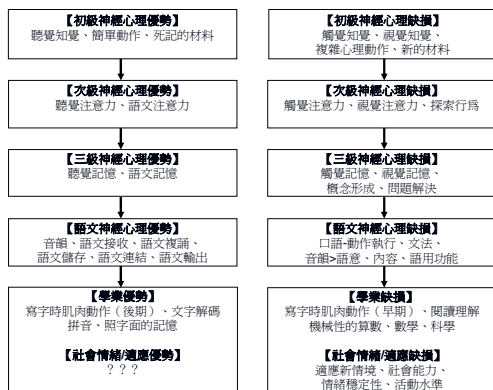 【初級神經心理優勢】
聽覺知覺、簡單動作、死記的材料
【次級神經心理優勢】
聽覺注意力、語文注意力
【三級神經心理優勢】
聽覺記憶、語文記憶
【語文神經心理優勢】
音韻、語文接收、語文複誦、
語文儲存、語文連結、語文輸出
【學業優勢】
寫字時肌肉動作（後期）、文字解碼
拼音、照字面的記憶
【社會情緒/適應優勢】
？？？
【初級神經心理缺損】
觸覺知覺、視覺知覺、
複雜心理動作、新的材料
【次級神經心理缺損】
觸覺注意力、視覺注意力、探索行爲
【三級神經心理缺損】
觸覺記憶、視覺記憶、
概念形成、問題解決
【語文神經心理缺損】
口語-動作執行、文法、
音韻>語意、內容、語用功能
【學業缺損】
寫字時肌肉動作（早期）、閱讀理解
機械性的算數、數學、科學
【社會情緒/適應缺損】
適應新情境、社會能力、
情緒穩定性、活動水準